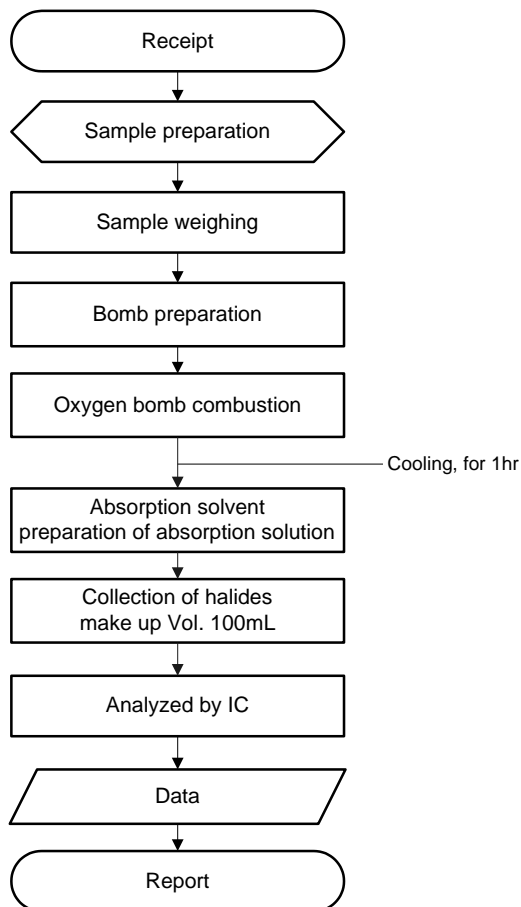 Receipt
Sample preparation
Sample weighing
Bomb preparation
Oxygen bomb combustion
Cooling, for 1hr
Absorption solvent
preparation of absorption solution
Collection of halides
make up Vol. 100mL
Analyzed by IC
Data
Report